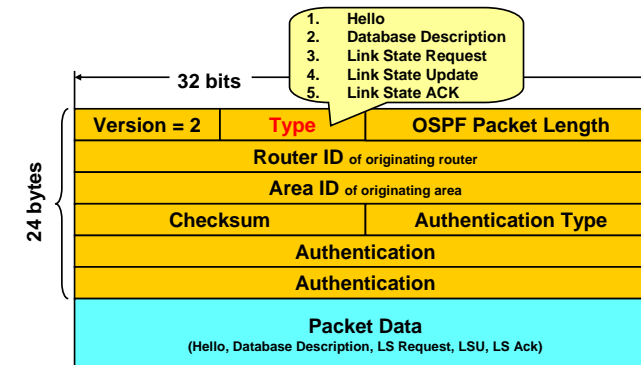 1. Hello
2. Database Description
3. Link State Request
4. Link State Update
5. Link State ACK
32 bits
Version = 2 Type OSPF Packet Length
Router ID of originating router
Area ID of originating area
Checksum Authentication Type
Authentication
Authentication
24 bytes
Packet Data
(Hello, Database Description, LS Request, LSU, LS Ack)